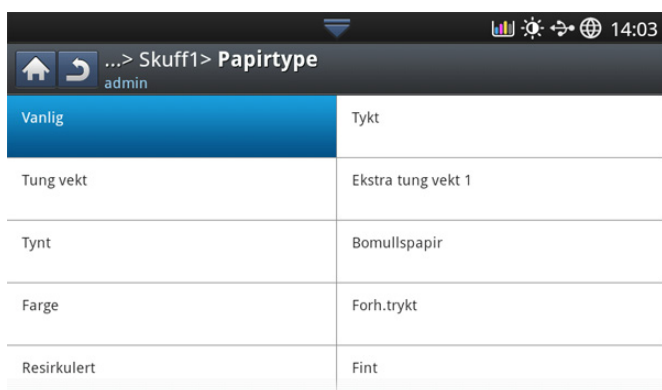 14:03
...> Skuff1> Papirtype
admin
Vanlig
Tykt
Tung vekt
Ekstra tung vekt 1
Tynt
Bomullspapir
Farge
Forh.trykt
Resirkulert
Fint